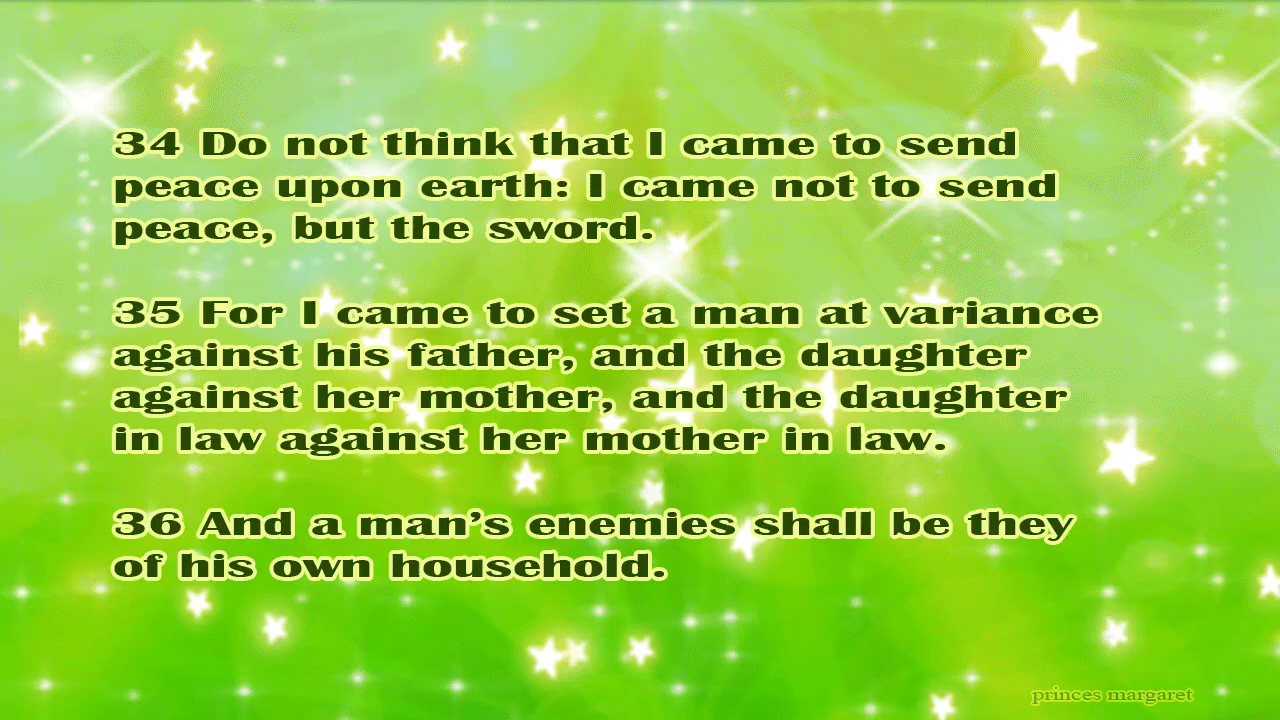 34 Do not think that I came to send
peace upon earth: I came not to send
peace, but the sword.
35 For I came to set a man at variance
against his father, and the daughter
against her mother, and the daughter
in law against her mother in law.
36 And a man’s enemies shall be they
of his own household.
princes margaret